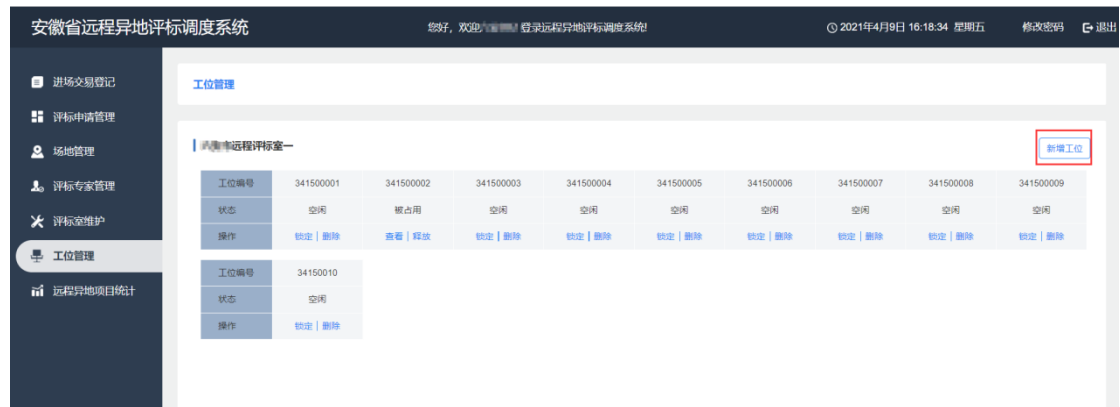 安徽省远程异地评标调度系统 您好，欢迎 登录远程异地评标调度系统! 2021年4月9日 16:18:34 星期五 修改密码 退出
进场交易登记
评标申请管理
场地管理
评标专家管理
评标室维护
工位管理
远程异地项目统计
工位管理
市远程评标室一 新增工位
工位编号 341500001 341500002 341500003 341500004 341500005 341500006 341500007 341500008 341500009
状态 空闲 被占用 空闲 空闲 空闲 空闲 空闲 空闲 空闲
操作 锁定 | 删除 查看 | 释放 锁定 | 删除 锁定 | 删除 锁定 | 删除 锁定 | 删除 锁定 | 删除 锁定 | 删除 锁定 | 删除
工位编号 34150010
状态 空闲
操作 锁定 | 删除